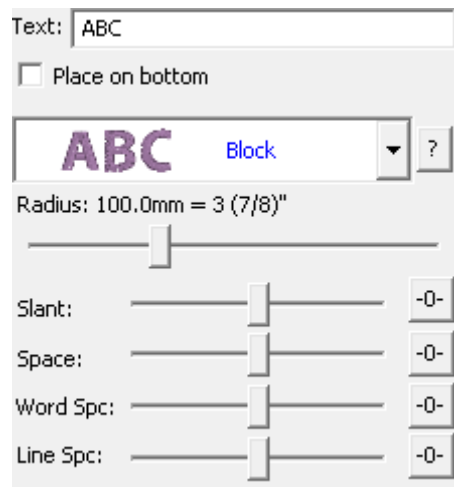 Text: ABC
Place on bottom
ABC Block ?
Radius: 100.0mm = 3 (7/8)"
Slant: -0-
Space: -0-
Word Spc: -0-
Line Spc: -0-